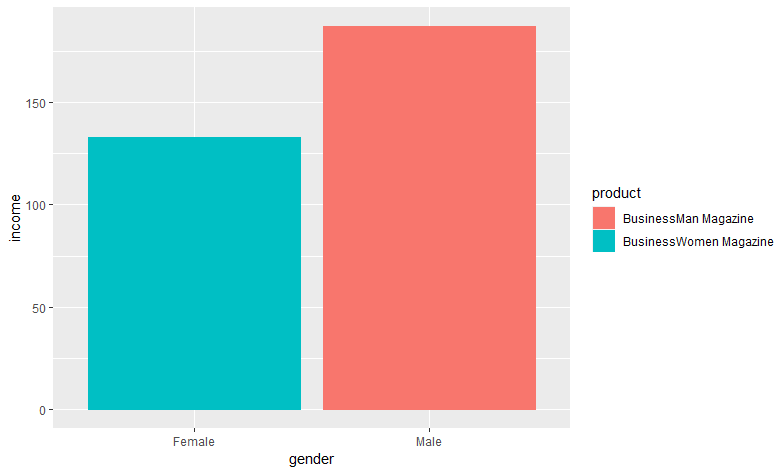 income
150
100
50
0
Female Male
gender
product
BusinessMan Magazine
BusinessWomen Magazine